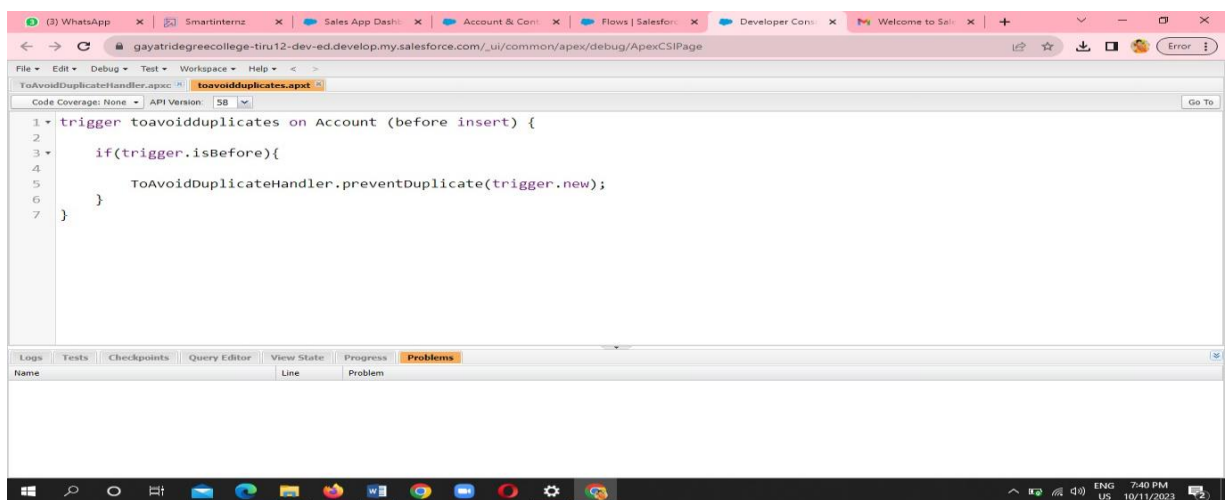 (3) WhatsApp Smartinternz Sales App Dashb Account & Cont Flows | Salesforc Developer Cons Welcome to Sal
gayatridegreecollege-tiru12-dev-ed.develop.my.salesforce.com/_ui/common/apex/debug/ApexCSIPage Error
File Edit Debug Test Workspace Help < >
ToAvoidDuplicateHandler.apxc toavoidduplicates.apxt
Code Coverage: None API Version: 58 Go To
1 trigger toavoidduplicates on Account (before insert) {
2
3 if(trigger.isBefore){
4
5 ToAvoidDuplicateHandler.preventDuplicate(trigger.new);
6 }
7 }
Logs Tests Checkpoints Query Editor View State Progress Problems
Name Line Problem
ENG 7:40 PM
US 10/11/2023